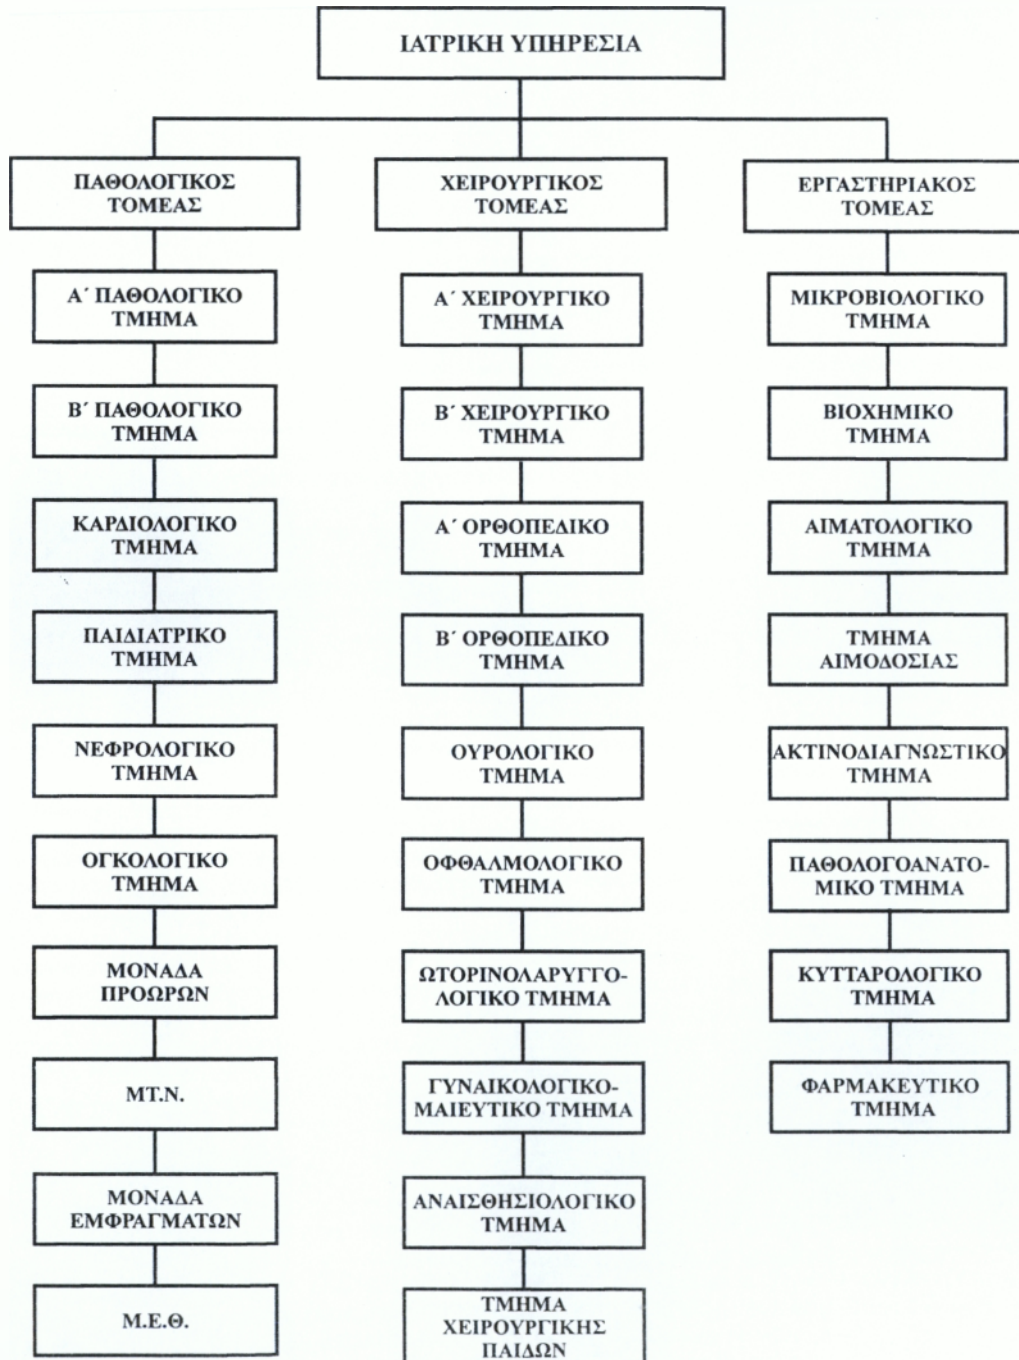 ΙΑΤΡΙΚΗ ΥΠΗΡΕΣΙΑ
ΠΑΘΟΛΟΓΙΚΟΣ
ΤΟΜΕΑΣ
Α΄ ΠΑΘΟΛΟΓΙΚΟ
ΤΜΗΜΑ
Β΄ ΠΑΘΟΛΟΓΙΚΟ
ΤΜΗΜΑ
ΚΑΡΔΙΟΛΟΓΙΚΟ
ΤΜΗΜΑ
ΠΑΙΔΙΑΤΡΙΚΟ
ΤΜΗΜΑ
ΝΕΦΡΟΛΟΓΙΚΟ
ΤΜΗΜΑ
ΟΓΚΟΛΟΓΙΚΟ
ΤΜΗΜΑ
ΜΟΝΑΔΑ
ΠΡΟΩΡΩΝ
ΜΤ.Ν.
ΜΟΝΑΔΑ
ΕΜΦΡΑΓΜΑΤΩΝ
Μ.Ε.Θ.
ΧΕΙΡΟΥΡΓΙΚΟΣ
ΤΟΜΕΑΣ
Α΄ ΧΕΙΡΟΥΡΓΙΚΟ
ΤΜΗΜΑ
Β΄ ΧΕΙΡΟΥΡΓΙΚΟ
ΤΜΗΜΑ
Α΄ ΟΡΘΟΠΕΔΙΚΟ
ΤΜΗΜΑ
Β΄ ΟΡΘΟΠΕΔΙΚΟ
ΤΜΗΜΑ
ΟΥΡΟΛΟΓΙΚΟ
ΤΜΗΜΑ
ΟΦΘΑΛΜΟΛΟΓΙΚΟ
ΤΜΗΜΑ
ΩΤΟΡΙΝΟΛΑΡΥΓΓΟ-
ΛΟΓΙΚΟ ΤΜΗΜΑ
ΓΥΝΑΙΚΟΛΟΓΙΚΟ-
ΜΑΙΕΥΤΙΚΟ ΤΜΗΜΑ
ΑΝΑΙΣΘΗΣΙΟΛΟΓΙΚΟ
ΤΜΗΜΑ
ΤΜΗΜΑ
ΧΕΙΡΟΥΡΓΙΚΗΣ
ΠΑΙΔΩΝ
ΕΡΓΑΣΤΗΡΙΑΚΟΣ
ΤΟΜΕΑΣ
ΜΙΚΡΟΒΙΟΛΟΓΙΚΟ
ΤΜΗΜΑ
ΒΙΟΧΗΜΙΚΟ
ΤΜΗΜΑ
ΑΙΜΑΤΟΛΟΓΙΚΟ
ΤΜΗΜΑ
ΤΜΗΜΑ
ΑΙΜΟΔΟΣΙΑΣ
ΑΚΤΙΝΟΔΙΑΓΝΩΣΤΙΚΟ
ΤΜΗΜΑ
ΠΑΘΟΛΟΓΟΑΝΑΤΟ-
ΜΙΚΟ ΤΜΗΜΑ
ΚΥΤΤΑΡΟΛΟΓΙΚΟ
ΤΜΗΜΑ
ΦΑΡΜΑΚΕΥΤΙΚΟ
ΤΜΗΜΑ